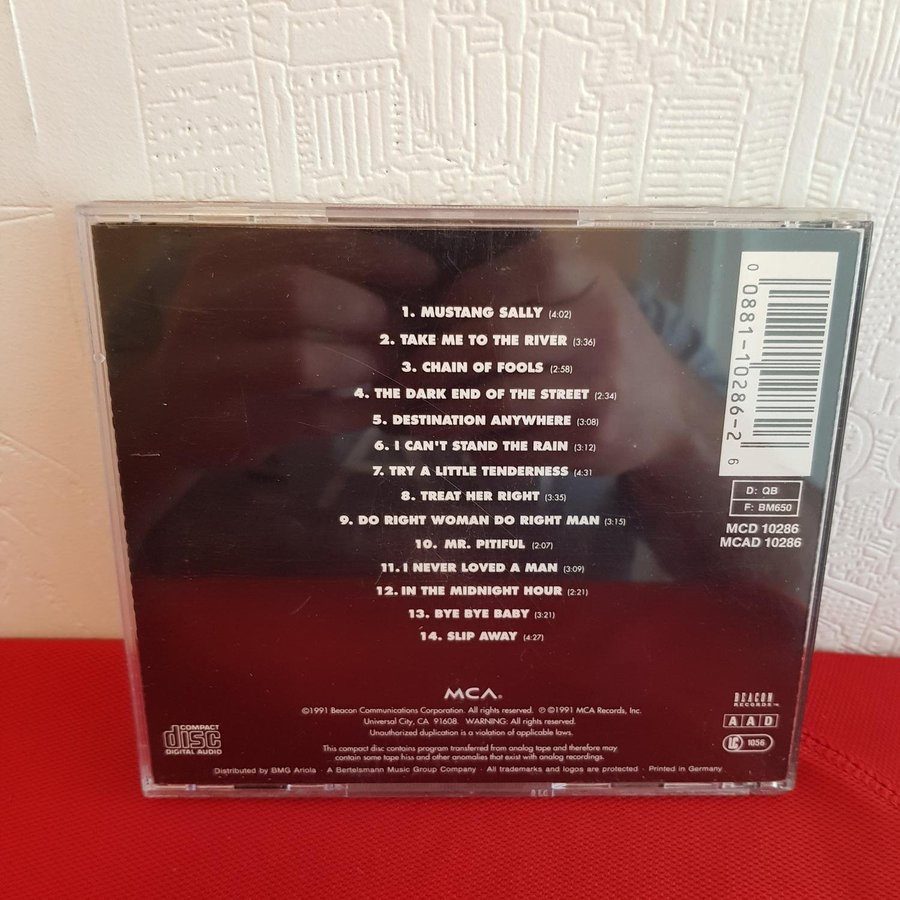 1. MUSTANG SALLY (4:02)
2. TAKE ME TO THE RIVER (3:36)
3. CHAIN OF FOOLS (2:58)
4. THE DARK END OF THE STREET (2:34)
5. DESTINATION ANYWHERE (3:08)
6. I CAN'T STAND THE RAIN (3:12)
7. TRY A LITTLE TENDERNESS (4:31
8. TREAT HER RIGHT (3:35)
9. DO RIGHT WOMAN DO RIGHT MAN (3:15)
10. MR. PITIFUL (2:07)
11. I NEVER LOVED A MAN (3:09)
12. IN THE MIDNIGHT HOUR (2:21)
13. BYE BYE BABY (3:21)
14. SLIP AWAY (4:27)
0 0881-10286-2 6
D: QB
F: BM650
MCD 10286
MCAD 10286
MCA®
©1991 Beacon Communications Corporation. All rights reserved. ℗©1991 MCA Records, Inc.
Universal City, CA 91608. WARNING: All rights reserved.
Unauthorized duplication is a violation of applicable laws.
This compact disc contains program transferred from analog tape and therefore may
contain some tape hiss and other anomalies that exist with analog recordings.
Distributed by BMG Ariola · A Bertelsmann Music Group Company · All trademarks and logos are protected · Printed in Germany
COMPACT
disc
DIGITAL AUDIO
BEACON
RECORDS™
A A D
LC 1056